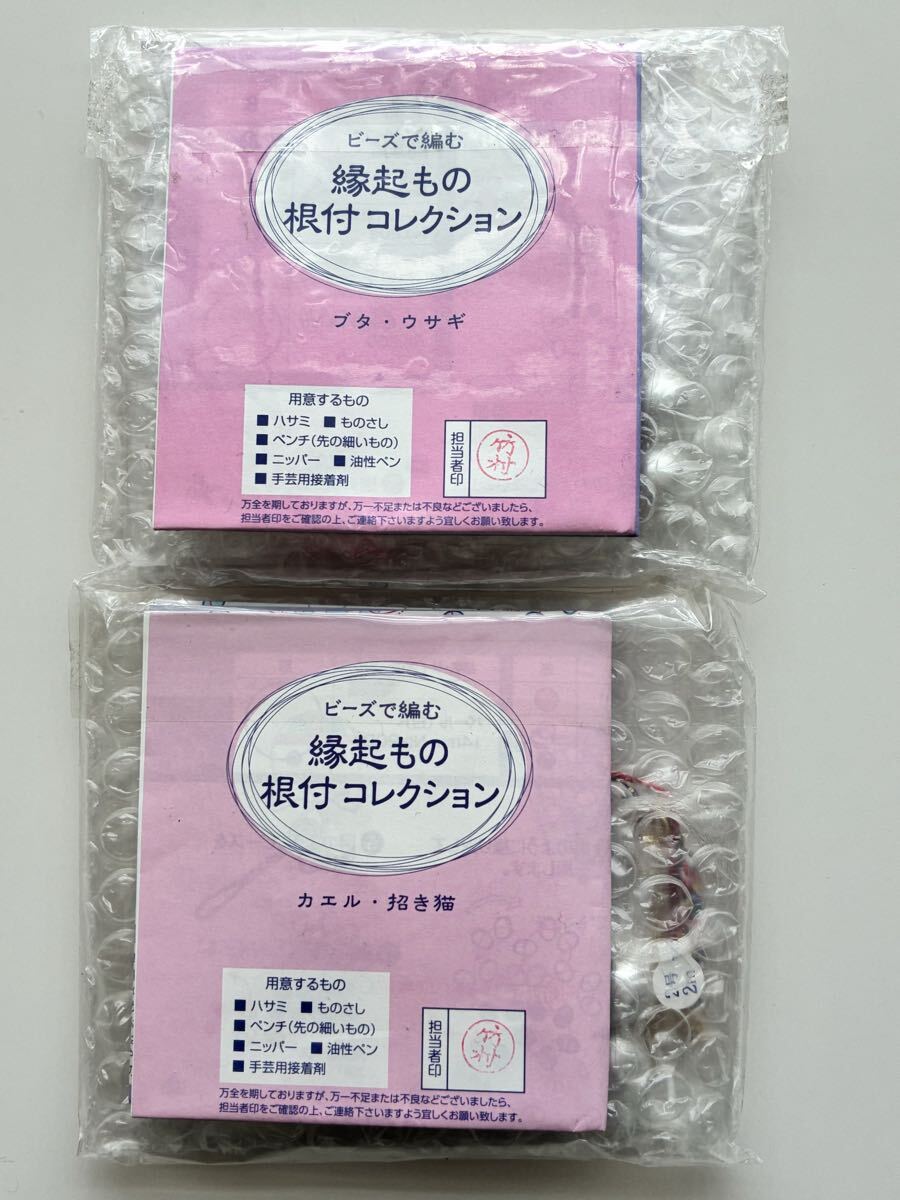 ビーズで編む
縁起もの
根付コレクション
ブタ・ウサギ
用意するもの
■ハサミ ■ものさし
■ペンチ(先の細いもの)
■ニッパー ■油性ペン
■手芸用接着剤
担当者印
竹村
万全を期しておりますが、万一不足または不良などございましたら、
担当者印をご確認の上、ご連絡下さいますよう宜しくお願い致します。
ビーズで編む
縁起もの
根付コレクション
カエル・招き猫
用意するもの
■ハサミ ■ものさし
■ペンチ(先の細いもの)
■ニッパー ■油性ペン
■手芸用接着剤
担当者印
竹村
2号
万全を期しておりますが、万一不足または不良などございましたら、
担当者印をご確認の上、ご連絡下さいますよう宜しくお願い致します。